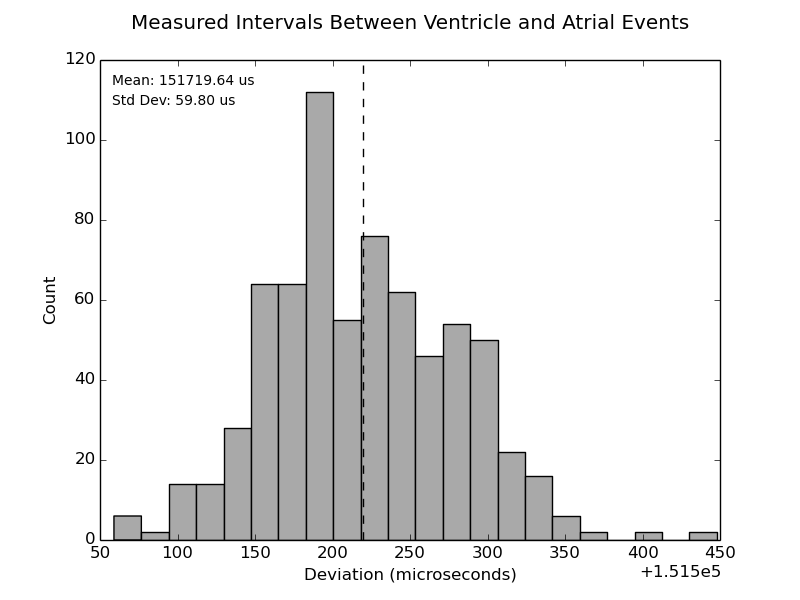 Measured Intervals Between Ventricle and Atrial Events
Mean: 151719.64 us
Std Dev: 59.80 us
120
100
80
60
40
20
0
Count
50 100 150 200 250 300 350 400 450
+1.515e5
Deviation (microseconds)